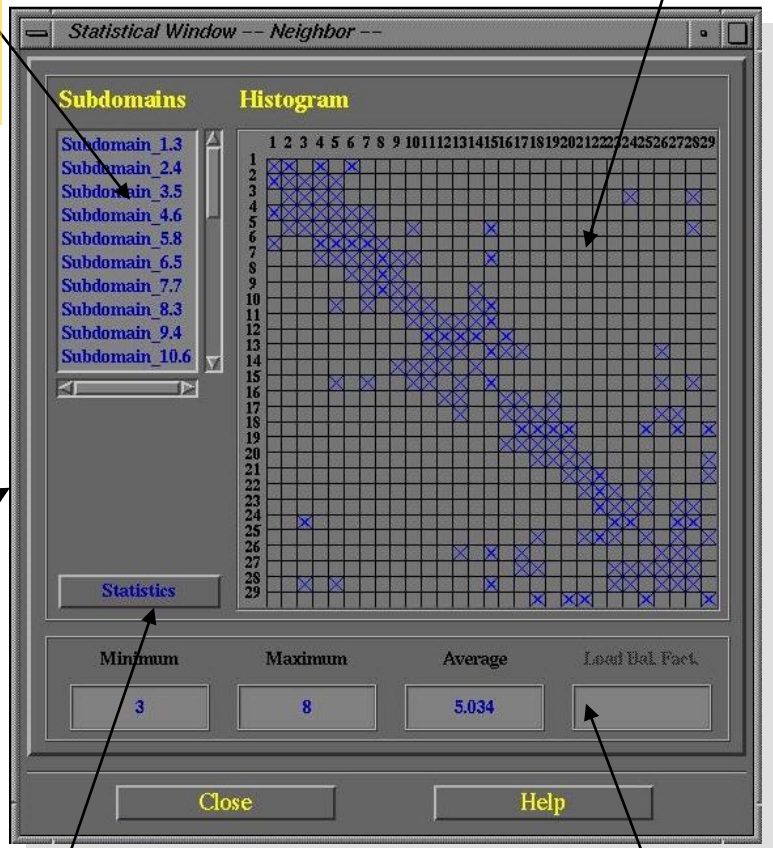 Statistical Window -- Neighbor --
Subdomains
Histogram
Subdomain_1.3
Subdomain_2.4
Subdomain_3.5
Subdomain_4.6
Subdomain_5.8
Subdomain_6.5
Subdomain_7.7
Subdomain_8.3
Subdomain_9.4
Subdomain_10.6
1 2 3 4 5 6 7 8 9 10 11 12 13 14 15 16 17 18 19 20 21 22 23 24 25 26 27 28 29
1
2
3
4
5
6
7
8
9
10
11
12
13
14
15
16
17
18
19
20
21
22
23
24
25
26
27
28
29
Statistics
Minimum Maximum Average Load Bal. Fact.
3 8 5.034
Close Help